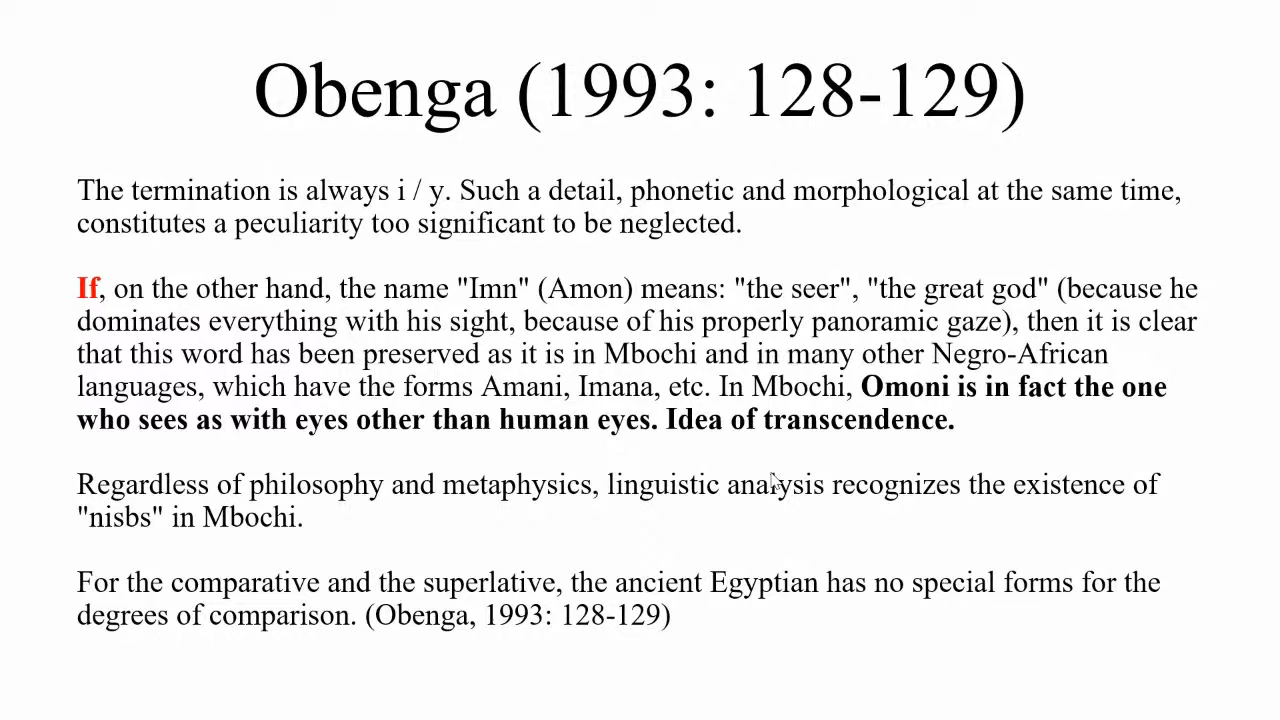 Obenga (1993: 128-129)
The termination is always i / y. Such a detail, phonetic and morphological at the same time,
constitutes a peculiarity too significant to be neglected.
If, on the other hand, the name "Imn" (Amon) means: "the seer", "the great god" (because he
dominates everything with his sight, because of his properly panoramic gaze), then it is clear
that this word has been preserved as it is in Mbochi and in many other Negro-African
languages, which have the forms Amani, Imana, etc. In Mbochi, Omoni is in fact the one
who sees as with eyes other than human eyes. Idea of transcendence.
Regardless of philosophy and metaphysics, linguistic analysis recognizes the existence of
"nisbs" in Mbochi.
For the comparative and the superlative, the ancient Egyptian has no special forms for the
degrees of comparison. (Obenga, 1993: 128-129)